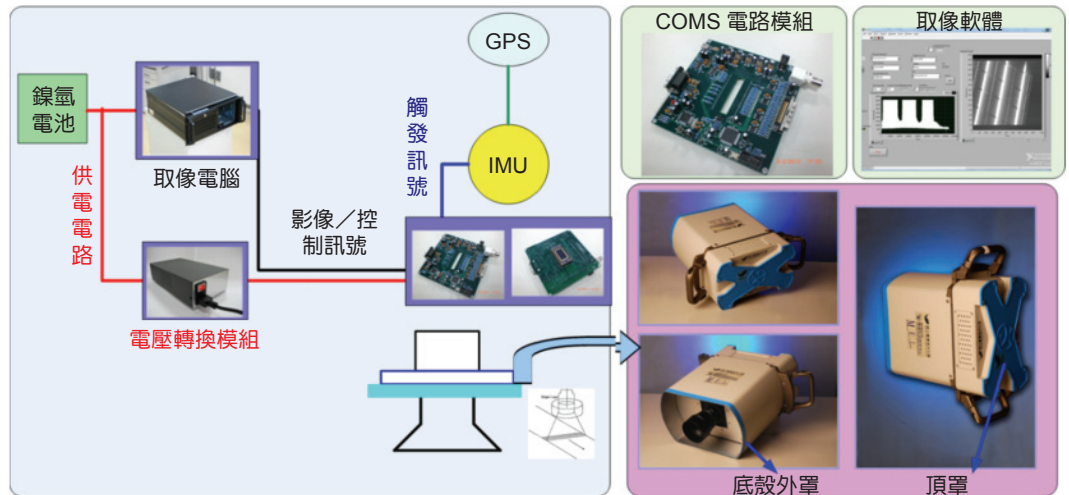 鎳氫
電池
取像電腦
供電電路
電壓轉換模組
影像／控
制訊號
觸發訊號
GPS
IMU
COMS 電路模組
取像軟體
底殼外罩
頂罩